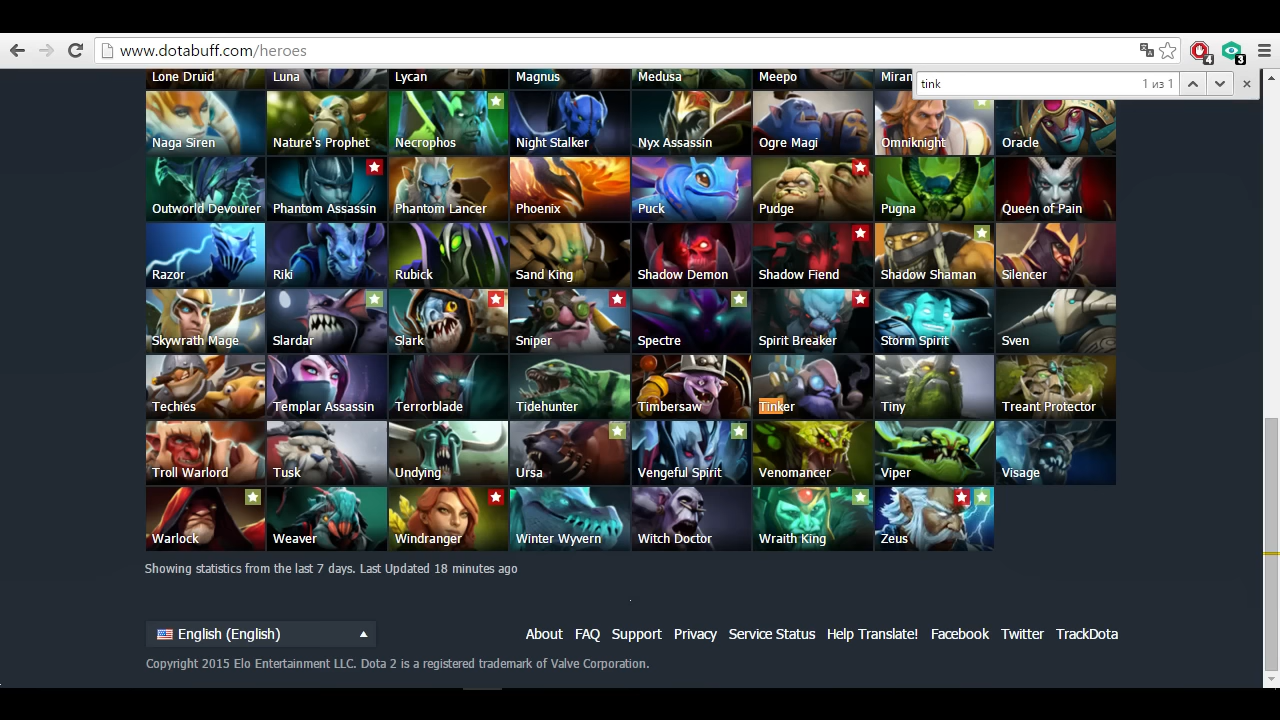 www.dotabuff.com/heroes
4
3
tink
1 из 1
Lone Druid Luna Lycan Magnus Medusa Meepo Miran
Naga Siren Nature's Prophet Necrophos Night Stalker Nyx Assassin Ogre Magi Omniknight Oracle
Outworld Devourer Phantom Assassin Phantom Lancer Phoenix Puck Pudge Pugna Queen of Pain
Razor Riki Rubick Sand King Shadow Demon Shadow Fiend Shadow Shaman Silencer
Skywrath Mage Slardar Slark Sniper Spectre Spirit Breaker Storm Spirit Sven
Techies Templar Assassin Terrorblade Tidehunter Timbersaw Tinker Tiny Treant Protector
Troll Warlord Tusk Undying Ursa Vengeful Spirit Venomancer Viper Visage
Warlock Weaver Windranger Winter Wyvern Witch Doctor Wraith King Zeus
Showing statistics from the last 7 days. Last Updated 18 minutes ago
English (English)
About FAQ Support Privacy Service Status Help Translate! Facebook Twitter TrackDota
Copyright 2015 Elo Entertainment LLC. Dota 2 is a registered trademark of Valve Corporation.